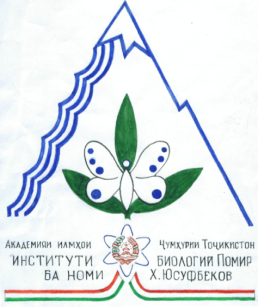 Академияи илмҳои Ҷумҳурии Тоҷикистон
Институти биологии Помир
ба номи Х.Юсуфбеков